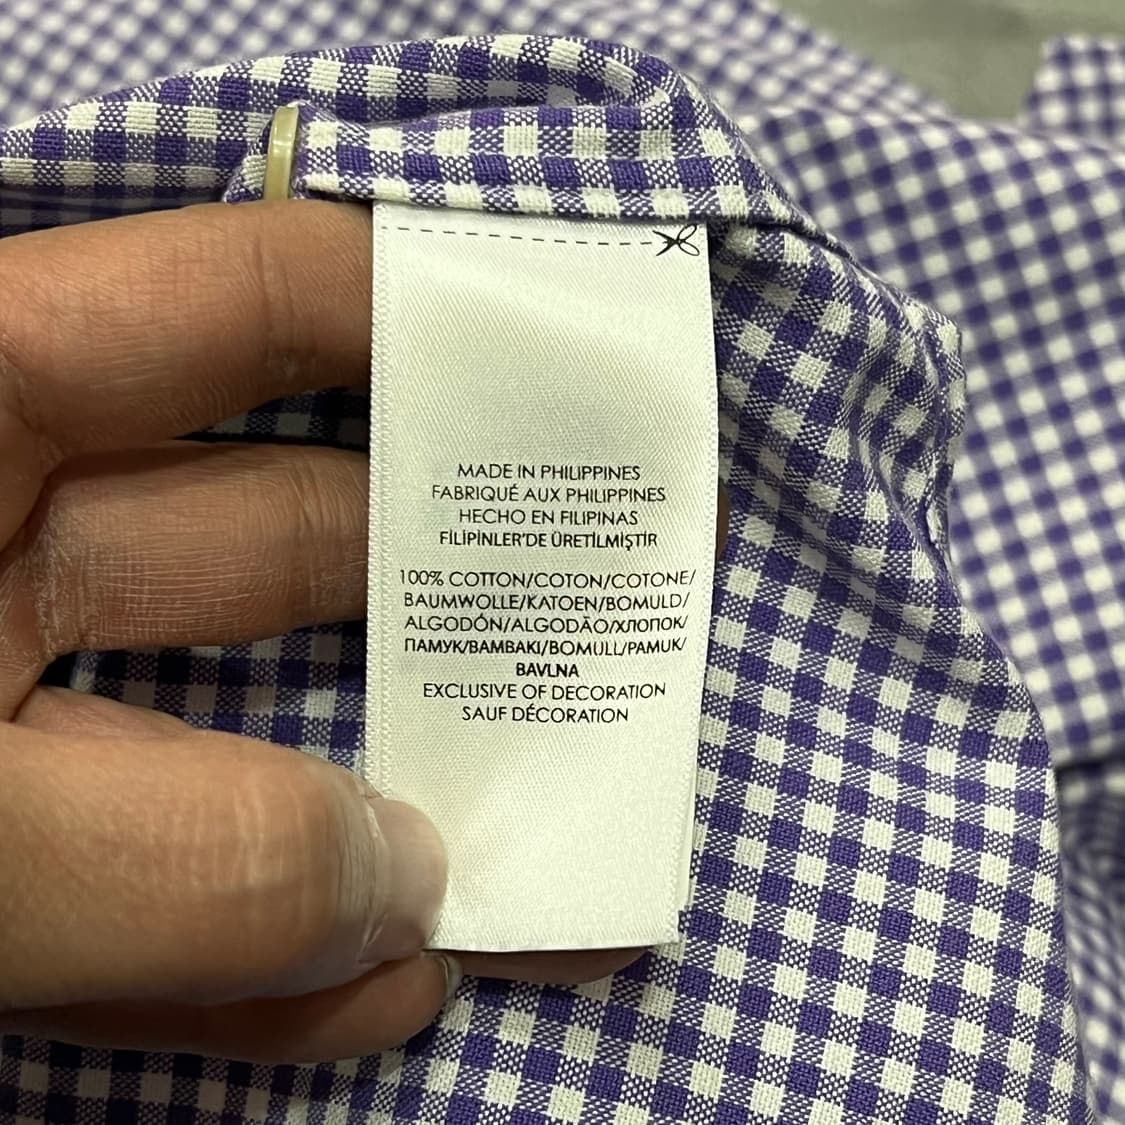 MADE IN PHILIPPINES
FABRIQUÉ AUX PHILIPPINES
HECHO EN FILIPINAS
FİLİPİNLER'DE ÜRETİLMİŞTİR
100% COTTON/COTON/COTONE/
BAUMWOLLE/KATOEN/BOMULD/
ALGODÓN/ALGODÃO/ХЛОПОК/
ПАМУК/ΒΑΜΒΑΚΙ/BOMULL/PAMUK/
BAVLNA
EXCLUSIVE OF DECORATION
SAUF DÉCORATION